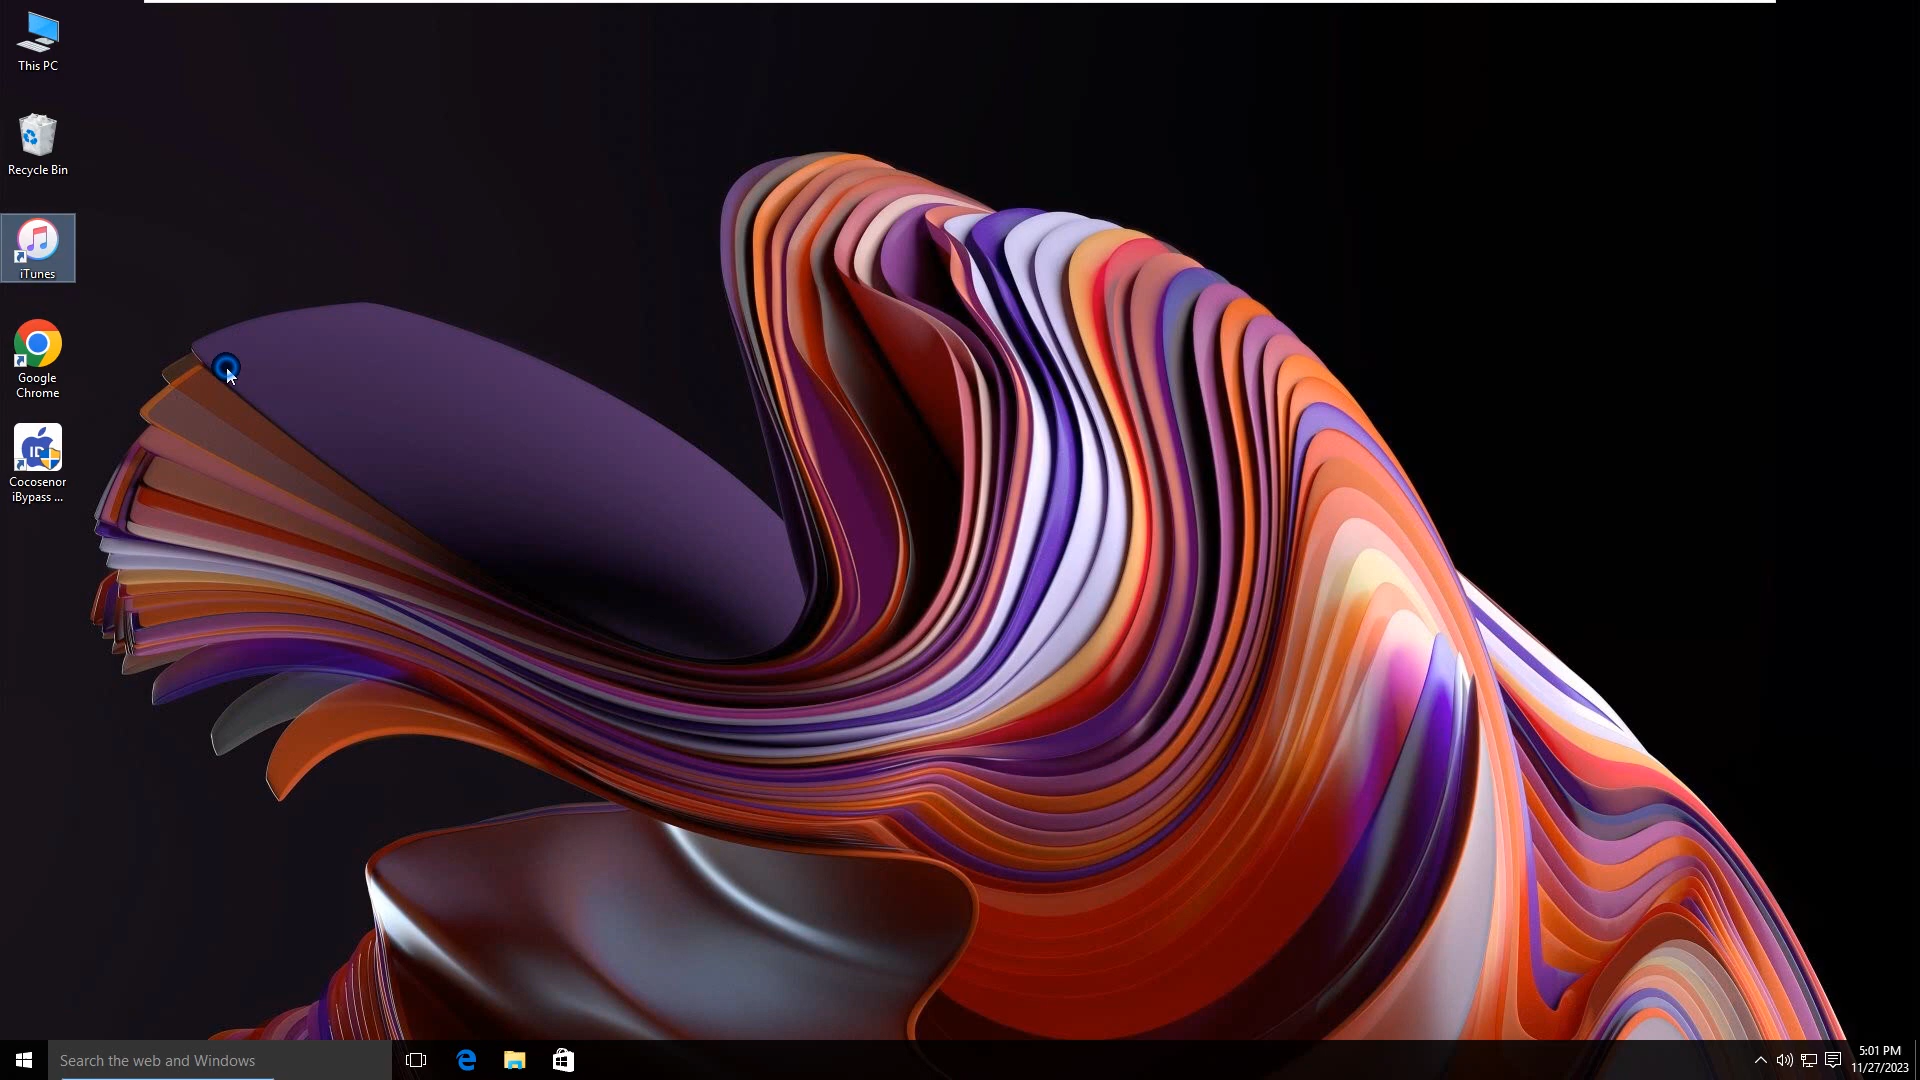 This PC
Recycle Bin
iTunes
Google
Chrome
Cocosenor
iBypass ...
Search the web and Windows
5:01 PM
11/27/2023